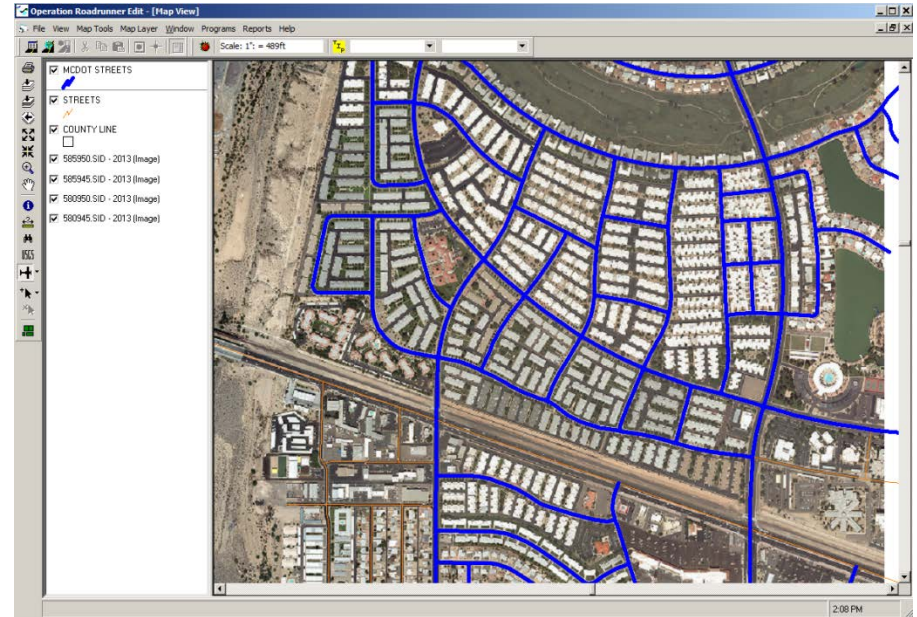 Operation Roadrunner Edit - [Map View]
File View Map Tools Map Layer Window Programs Reports Help
Scale: 1": = 489ft
MCDOT STREETS
STREETS
COUNTY LINE
585950.SID - 2013 (Image)
585945.SID - 2013 (Image)
580950.SID - 2013 (Image)
580945.SID - 2013 (Image)
2:08 PM